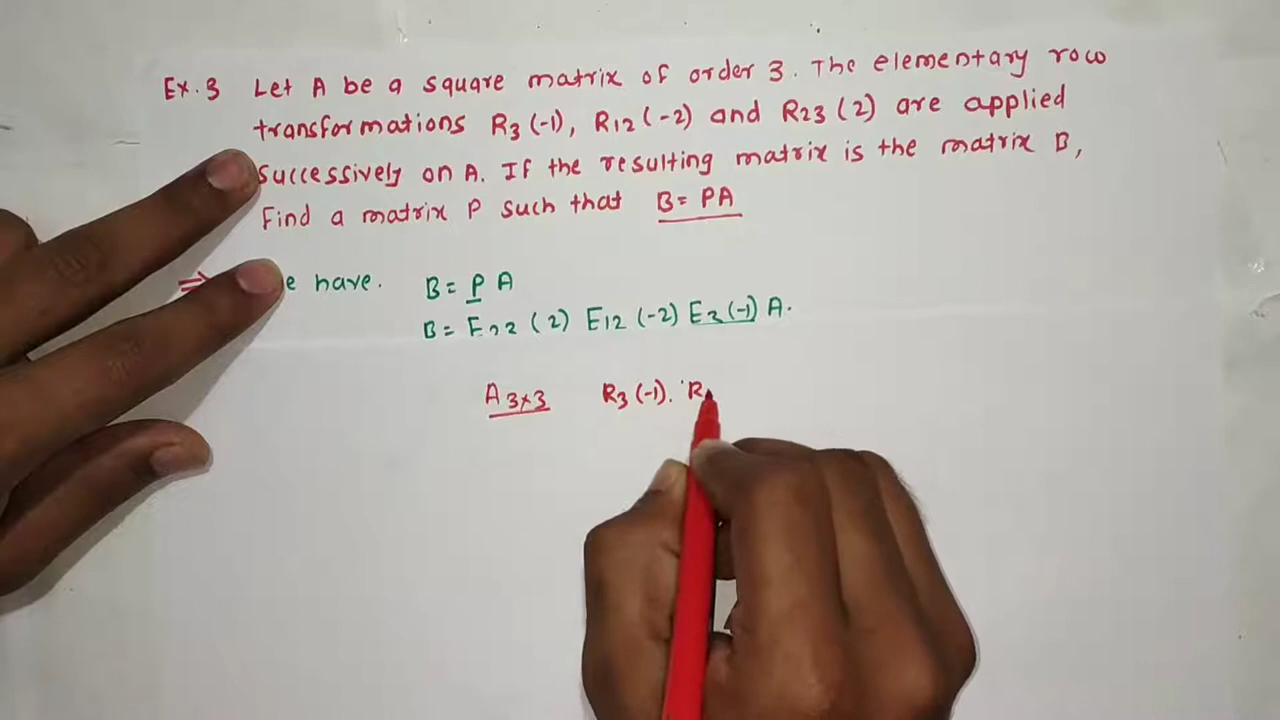 Ex. 3 Let A be a square matrix of order 3. The elementary row
transformations R3 (-1), R12 (-2) and R23 (2) are applied
successively on A. If the resulting matrix is the matrix B,
Find a matrix P such that B = PA
⇒ have. B = P A
B = E23 (2) E12 (-2) E3 (-1) A.
A 3×3 R3 (-1). R